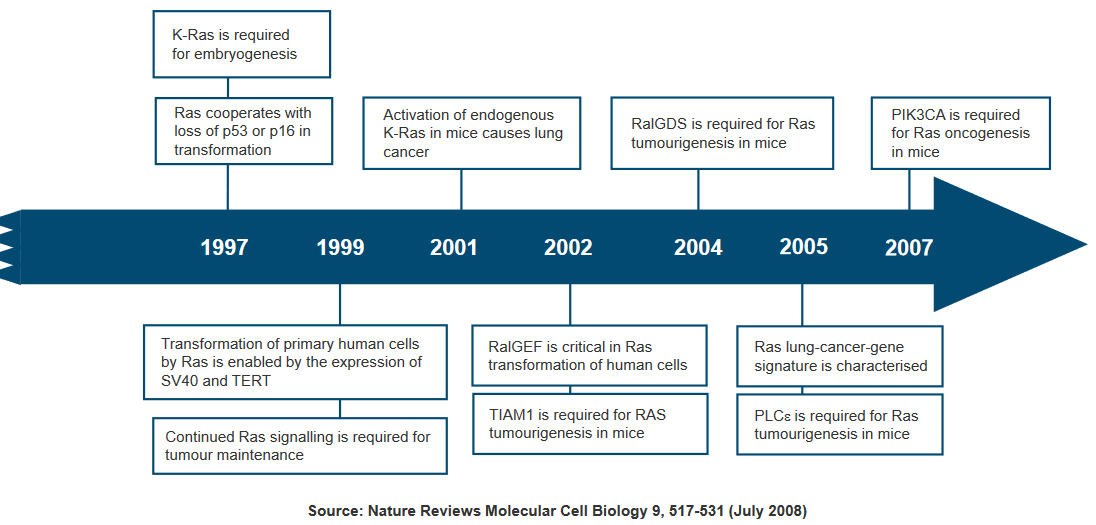 K-Ras is required
for embryogenesis
Ras cooperates with
loss of p53 or p16 in
transformation
Activation of endogenous
K-Ras in mice causes lung
cancer
RalGDS is required for Ras
tumourigenesis in mice
PIK3CA is required
for Ras oncogenesis
in mice
1997
1999
2001
2002
2004
2005
2007
Transformation of primary human cells
by Ras is enabled by the expression of
SV40 and TERT
Continued Ras signalling is required for
tumour maintenance
RalGEF is critical in Ras
transformation of human cells
TIAM1 is required for RAS
tumourigenesis in mice
Ras lung-cancer-gene
signature is characterised
PLCε is required for Ras
tumourigenesis in mice
Source: Nature Reviews Molecular Cell Biology 9, 517-531 (July 2008)